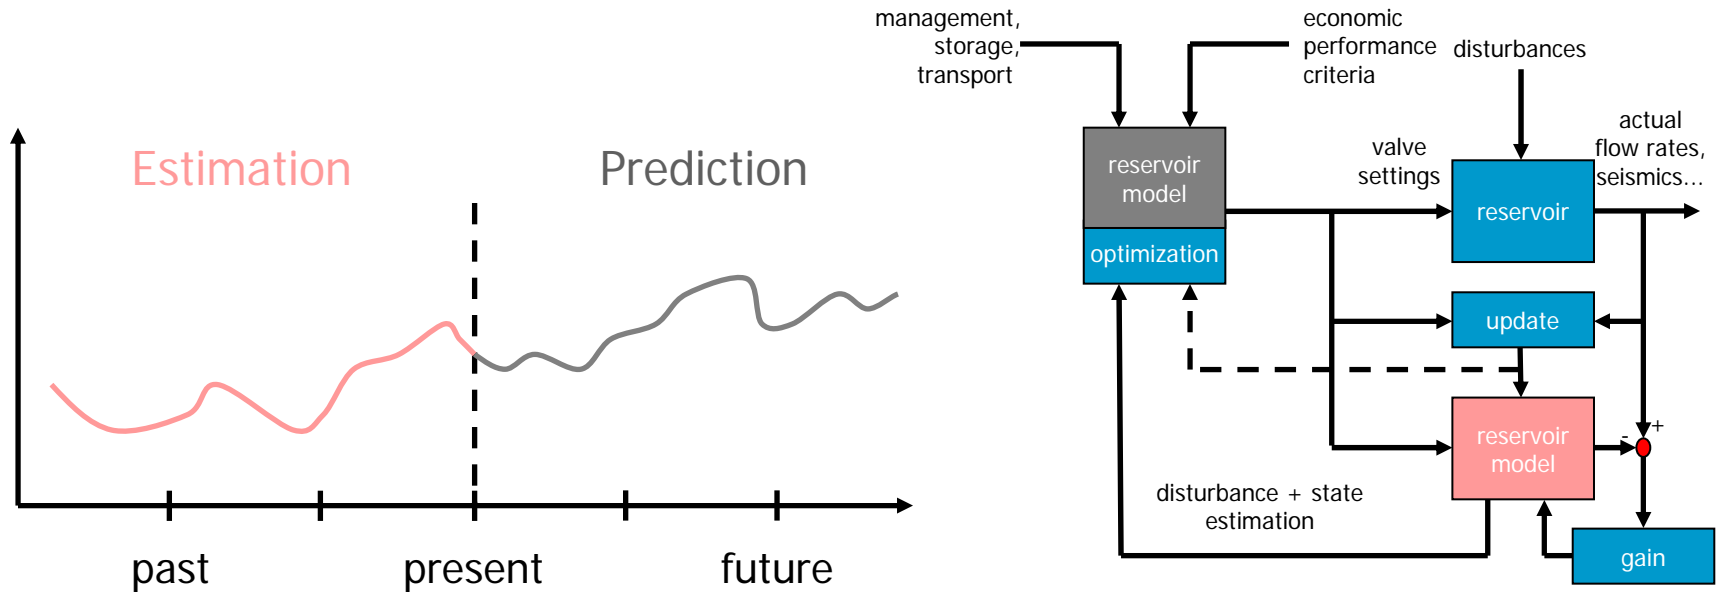 Estimation
Prediction
past
present
future
management,
storage,
transport
economic
performance
criteria
disturbances
actual
flow rates,
seismics...
valve
settings
reservoir
model
optimization
reservoir
update
reservoir
model
- +
disturbance + state
estimation
gain